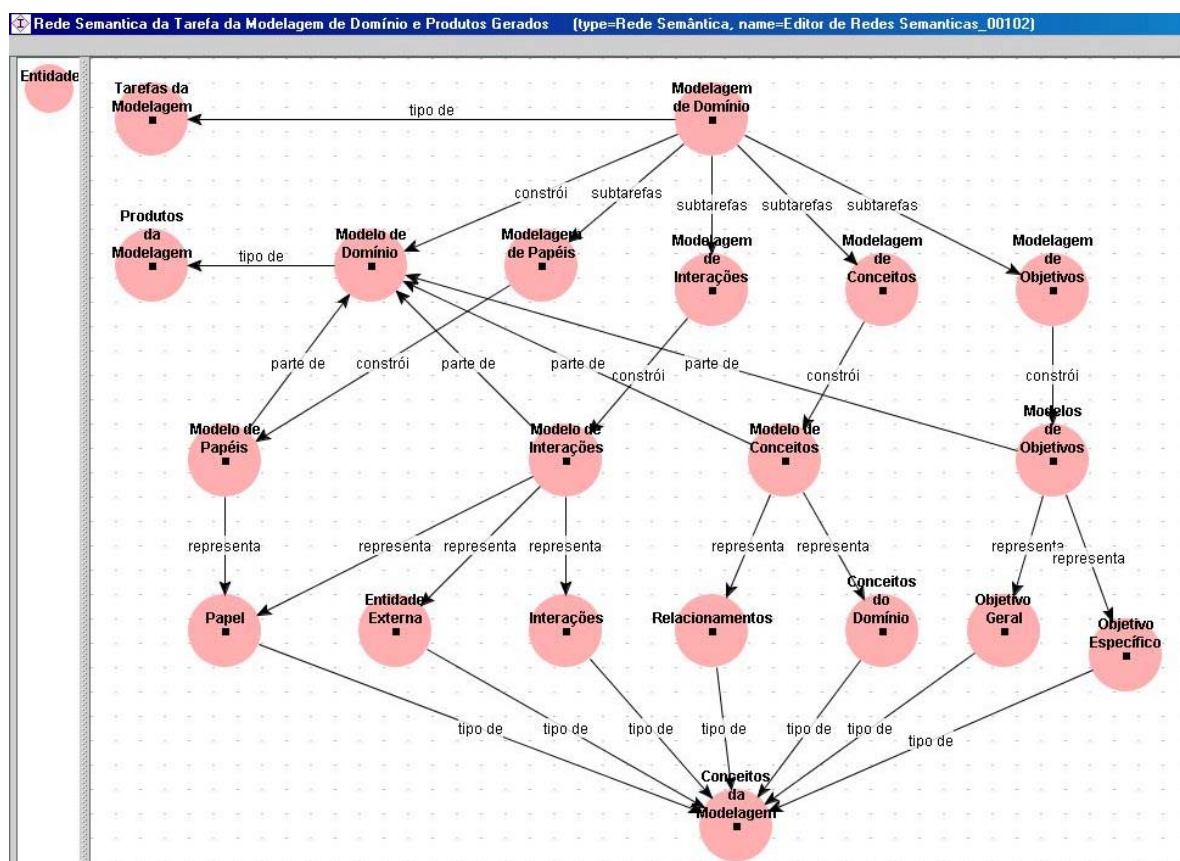 Rede Semantica da Tarefa da Modelagem de Domínio e Produtos Gerados (type=Rede Semântica, name=Editor de Redes Semanticas_00102)
Entidade
Tarefas da
Modelagem
Modelagem
de Domínio
tipo de
constrói
subtarefas
subtarefas
subtarefas
subtarefas
Produtos
da
Modelagem
Modelo de
Domínio
Modelagem
de Papéis
Modelagem
de
Interações
Modelagem
de
Conceitos
Modelagem
de
Objetivos
tipo de
parte de
constrói
parte de
constrói
parte de
parte de
constrói
constrói
Modelo de
Papéis
Modelo de
Interações
Modelo de
Conceitos
Modelos
de
Objetivos
representa
representa
representa
representa
representa
representa
representa
representa
Papel
Entidade
Externa
Interações
Relacionamentos
Conceitos
do
Domínio
Objetivo
Geral
Objetivo
Específico
tipo de
tipo de
tipo de
tipo de
tipo de
tipo de
tipo de
Conceitos
da
Modelagem